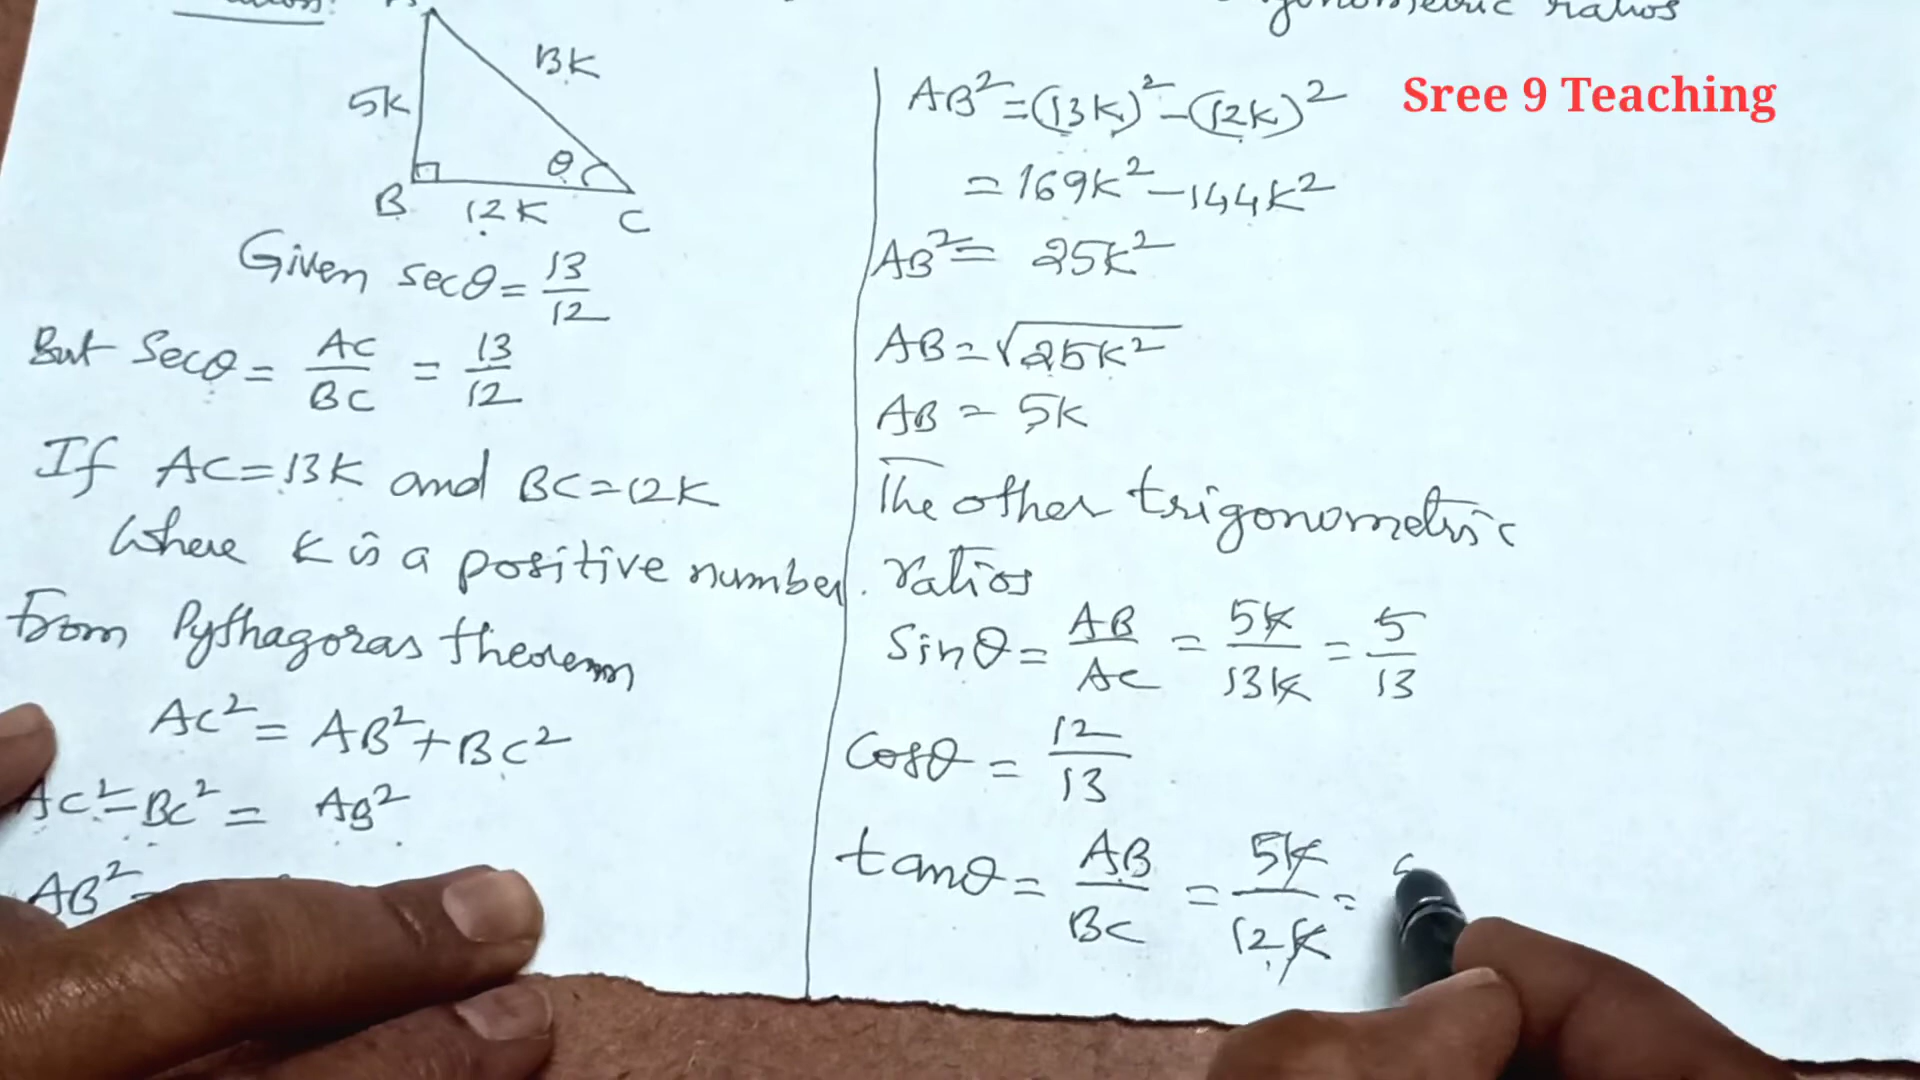 ratios
Sree 9 Teaching
13K
5K
θ
B 12K C
Given secθ = 13/12
But Secθ = AC/BC = 13/12
If AC=13K and BC=12K
Where K is a positive number.
From Pythagoras theorem
AC² = AB² + BC²
AC² - BC² = AB²
AB² =
AB² = (13K)² - (12K)²
= 169K² - 144K²
AB² = 25K²
AB = √25K²
AB = 5K
The other trigonometric
ratios
Sinθ = AB/AC = 5K/13K = 5/13
Cosθ = 12/13
tanθ = AB/BC = 5K/12K =